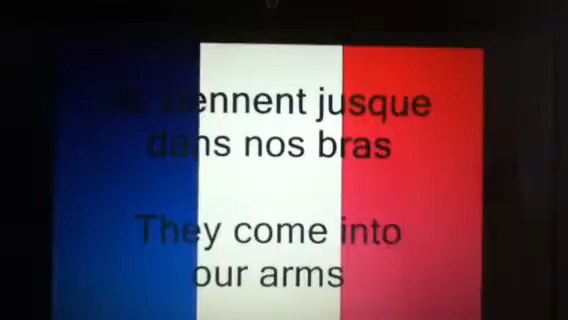 viennent jusque
dans nos bras
They come into
our arms